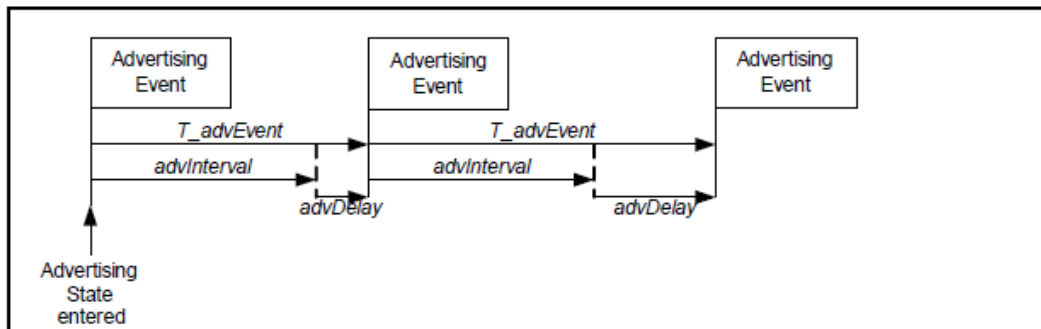 Advertising
Event
Advertising
Event
Advertising
Event
T_advEvent
T_advEvent
advInterval
advInterval
advDelay
advDelay
Advertising
State
entered